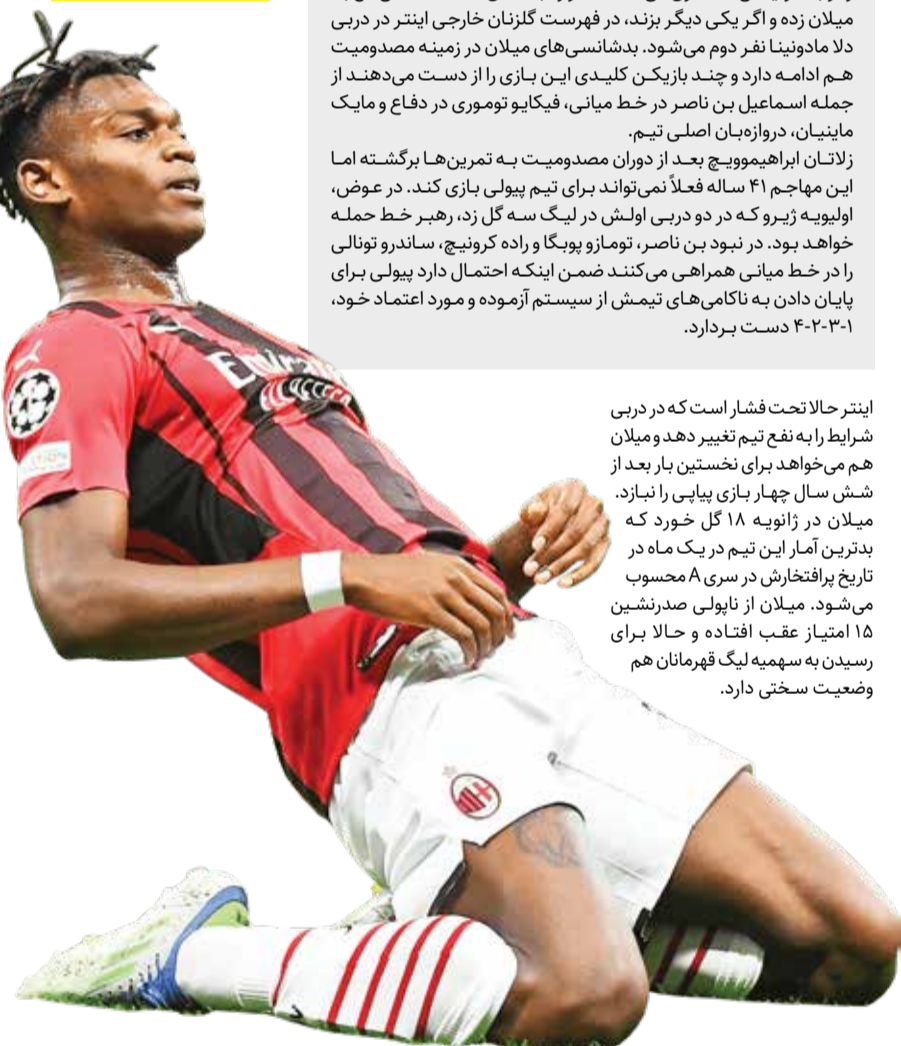 میلان زده و اگر یکی دیگر بزند، در فهرست گلزنان خارجی اینتر در دربی
دلا مادونینا نفر دوم می‌شود. بدشانسی‌های میلان در زمینه مصدومیت
هم ادامه دارد و چند بازیکن کلیدی این بازی را از دست می‌دهند از
جمله اسماعیل بن ناصر در خط میانی، فیکایو توموری در دفاع و مایک
ماینیان، دروازه‌بان اصلی تیم.
زلاتان ابراهیموویچ بعد از دوران مصدومیت به تمرین‌ها برگشته اما
این مهاجم ۴۱ ساله فعلاً نمی‌تواند برای تیم پیولی بازی کند. در عوض،
اولیویه ژیرو که در دو دربی اولش در لیگ سه گل زد، رهبر خط حمله
خواهد بود. در نبود بن ناصر، تومازو پوبگا و راده کرونیچ، ساندرو تونالی
را در خط میانی همراهی می‌کنند ضمن اینکه احتمال دارد پیولی برای
پایان دادن به ناکامی‌های تیمش از سیستم آزموده و مورد اعتماد خود،
۴-۲-۳-۱ دست بردارد.
اینتر حالا تحت فشار است که در دربی
شرایط را به نفع تیم تغییر دهد و میلان
هم می‌خواهد برای نخستین بار بعد از
شش سال چهار بازی پیاپی را نبازد.
میلان در ژانویه ۱۸ گل خورد که
بدترین آمار این تیم در یک ماه در
تاریخ پرافتخارش در سری A محسوب
می‌شود. میلان از ناپولی صدرنشین
۱۵ امتیاز عقب افتاده و حالا برای
رسیدن به سهمیه لیگ قهرمانان هم
وضعیت سختی دارد.